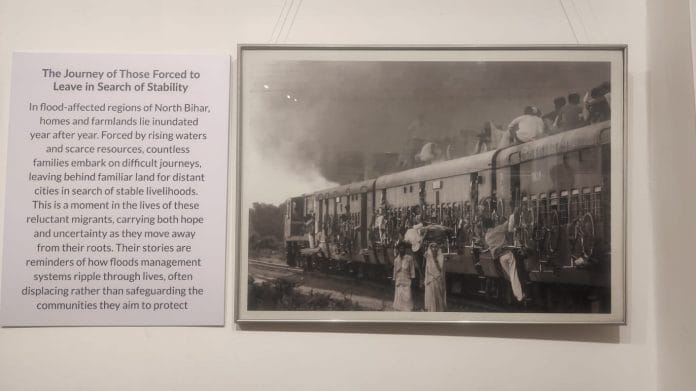 The Journey of Those Forced to
Leave in Search of Stability
In flood-affected regions of North Bihar,
homes and farmlands lie inundated
year after year. Forced by rising waters
and scarce resources, countless
families embark on difficult journeys,
leaving behind familiar land for distant
cities in search of stable livelihoods.
This is a moment in the lives of these
reluctant migrants, carrying both hope
and uncertainty as they move away
from their roots. Their stories are
reminders of how floods management
systems ripple through lives, often
displacing rather than safeguarding the
communities they aim to protect